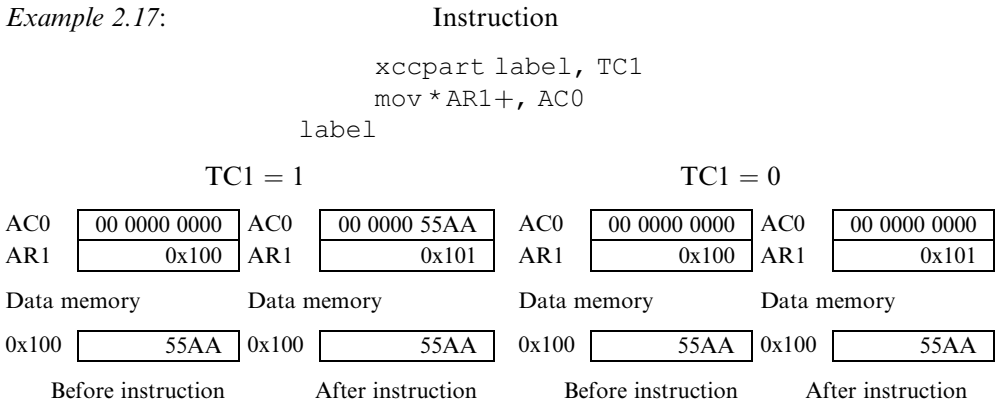 Example 2.17: Instruction
xccpart label, TC1
mov *AR1+, AC0
label
TC1 = 1 TC1 = 0
AC0 00 0000 0000 AC0 00 0000 55AA AC0 00 0000 0000 AC0 00 0000 0000
AR1 0x100 AR1 0x101 AR1 0x100 AR1 0x101
Data memory Data memory Data memory Data memory
0x100 55AA 0x100 55AA 0x100 55AA 0x100 55AA
Before instruction After instruction Before instruction After instruction